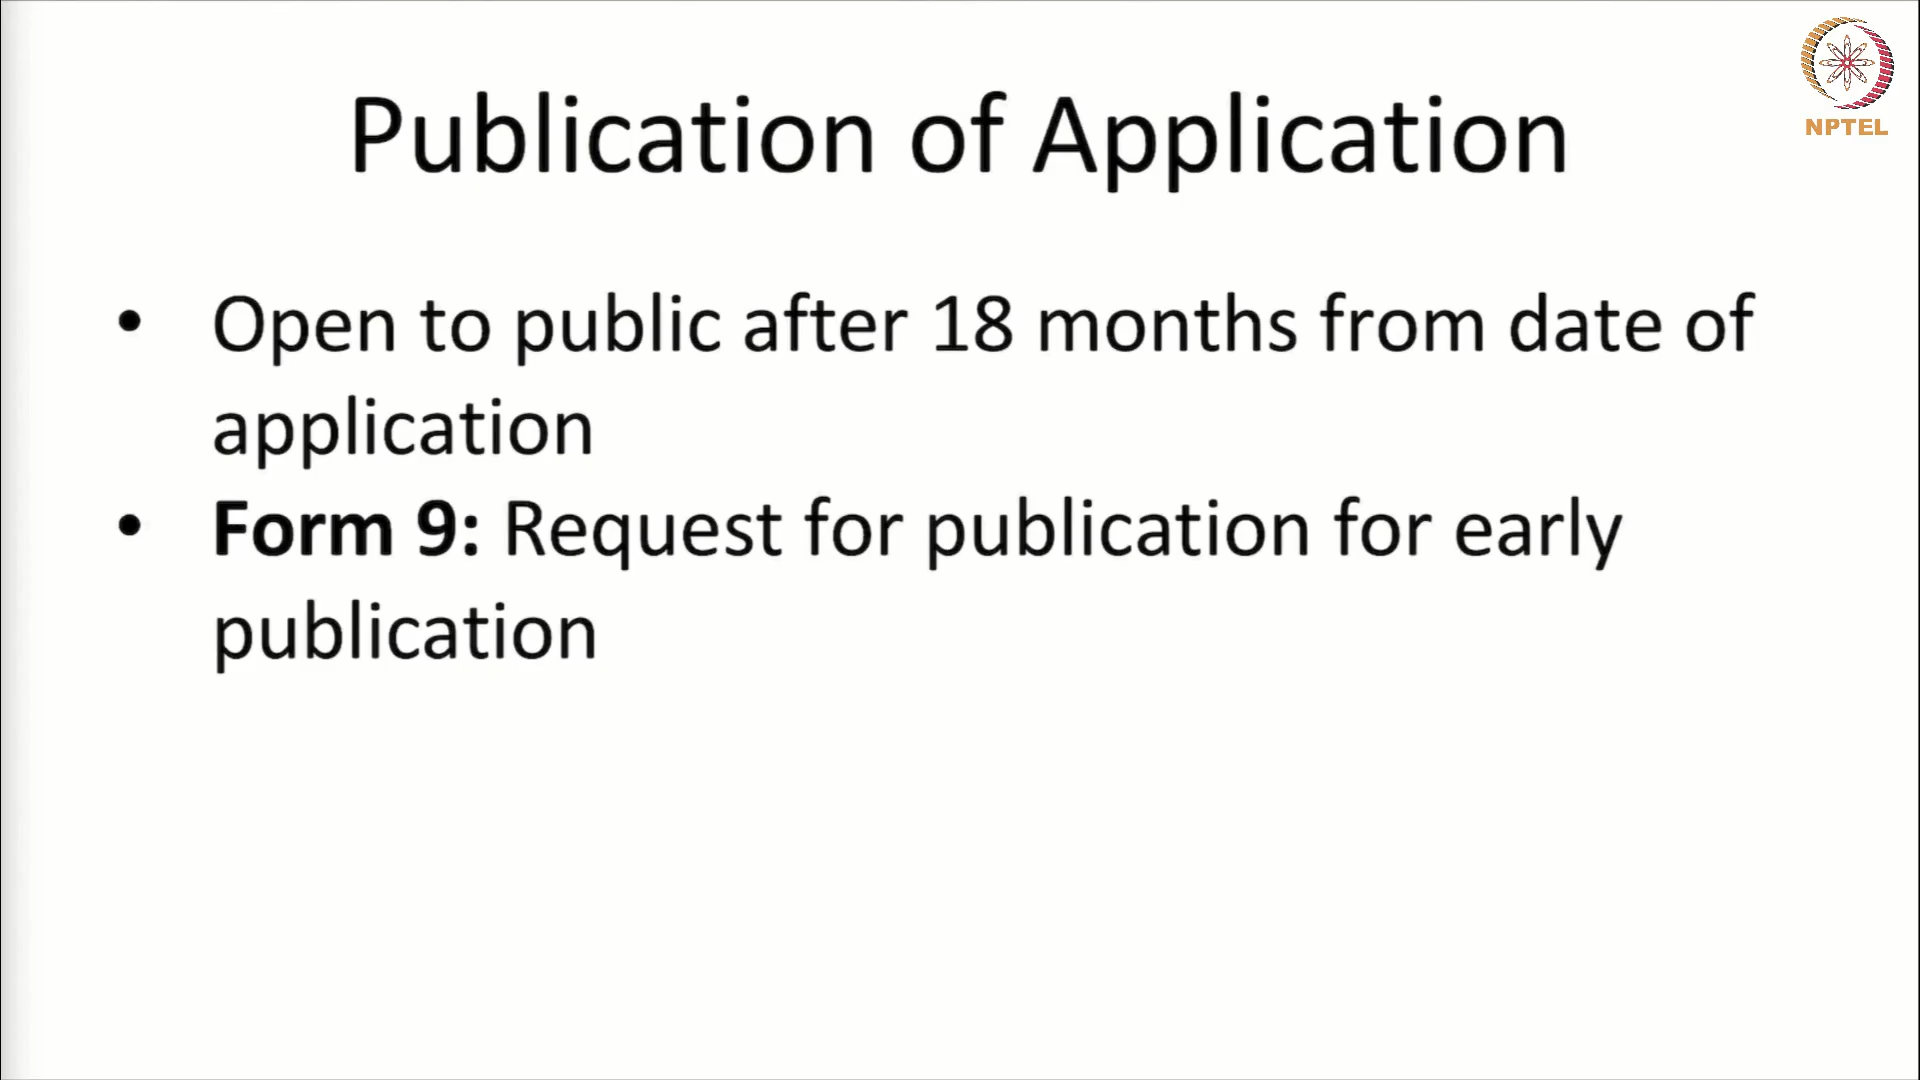 NPTEL
Publication of Application
• Open to public after 18 months from date of
application
• Form 9: Request for publication for early
publication